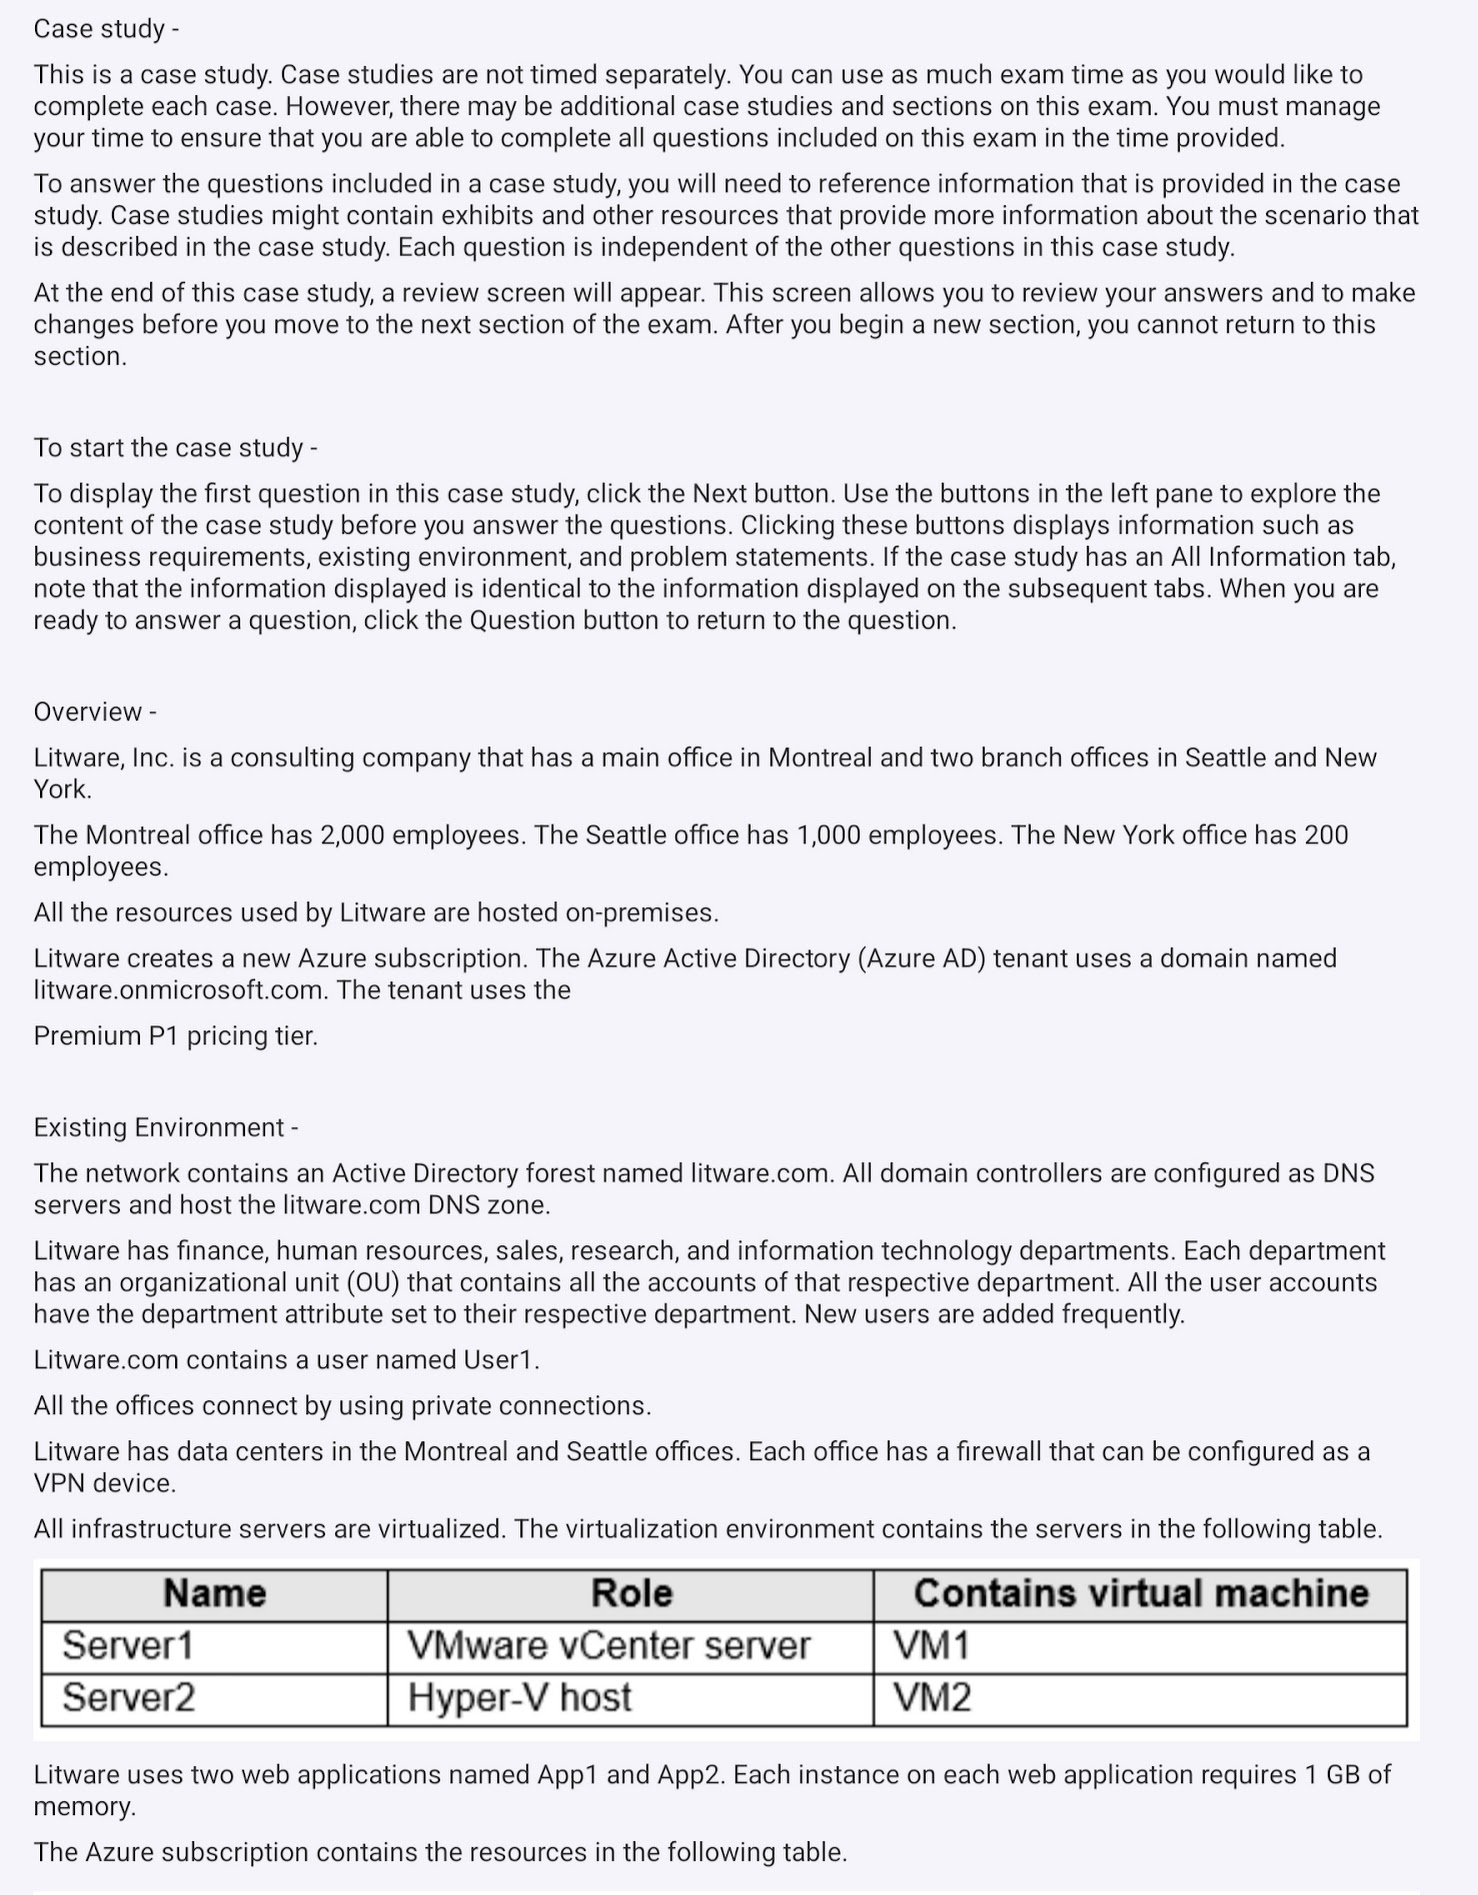 Case study -
This is a case study. Case studies are not timed separately. You can use as much exam time as you would like to
complete each case. However, there may be additional case studies and sections on this exam. You must manage
your time to ensure that you are able to complete all questions included on this exam in the time provided.
To answer the questions included in a case study, you will need to reference information that is provided in the case
study. Case studies might contain exhibits and other resources that provide more information about the scenario that
is described in the case study. Each question is independent of the other questions in this case study.
At the end of this case study, a review screen will appear. This screen allows you to review your answers and to make
changes before you move to the next section of the exam. After you begin a new section, you cannot return to this
section.
To start the case study -
To display the first question in this case study, click the Next button. Use the buttons in the left pane to explore the
content of the case study before you answer the questions. Clicking these buttons displays information such as
business requirements, existing environment, and problem statements. If the case study has an All Information tab,
note that the information displayed is identical to the information displayed on the subsequent tabs. When you are
ready to answer a question, click the Question button to return to the question.
Overview -
Litware, Inc. is a consulting company that has a main office in Montreal and two branch offices in Seattle and New
York.
The Montreal office has 2,000 employees. The Seattle office has 1,000 employees. The New York office has 200
employees.
All the resources used by Litware are hosted on-premises.
Litware creates a new Azure subscription. The Azure Active Directory (Azure AD) tenant uses a domain named
litware.onmicrosoft.com. The tenant uses the
Premium P1 pricing tier.
Existing Environment -
The network contains an Active Directory forest named litware.com. All domain controllers are configured as DNS
servers and host the litware.com DNS zone.
Litware has finance, human resources, sales, research, and information technology departments. Each department
has an organizational unit (OU) that contains all the accounts of that respective department. All the user accounts
have the department attribute set to their respective department. New users are added frequently.
Litware.com contains a user named User1.
All the offices connect by using private connections.
Litware has data centers in the Montreal and Seattle offices. Each office has a firewall that can be configured as a
VPN device.
All infrastructure servers are virtualized. The virtualization environment contains the servers in the following table.
Name Role Contains virtual machine
Server1 VMware vCenter server VM1
Server2 Hyper-V host VM2
Litware uses two web applications named App1 and App2. Each instance on each web application requires 1 GB of
memory.
The Azure subscription contains the resources in the following table.